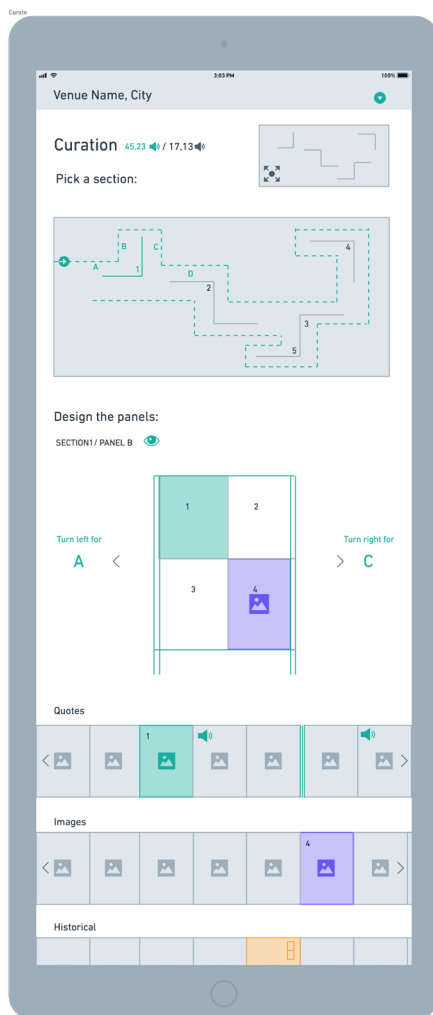 Curate
3:03 PM
100%
Venue Name, City
Curation 45,23 / 17,13
Pick a section:
B
C
4
A
1
D
2
3
5
Design the panels:
SECTION1/ PANEL B
1
2
Turn left for
Turn right for
A
C
3
4
Quotes
1
Images
4
Historical